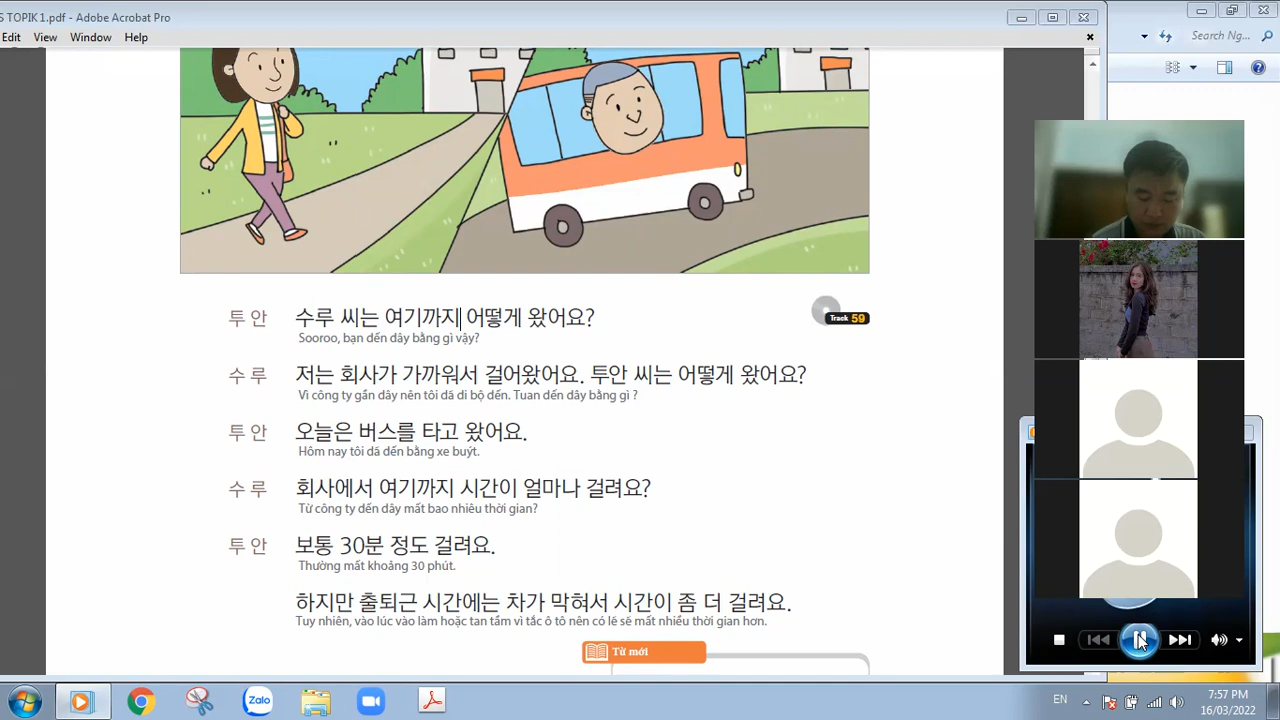 S TOPIK 1.pdf - Adobe Acrobat Pro
Edit View Window Help
Search Ng...
Track 59
투 안 수루 씨는 여기까지 어떻게 왔어요?
Sooroo, bạn đến đây bằng gì vậy?
수 루 저는 회사가 가까워서 걸어왔어요. 투안 씨는 어떻게 왔어요?
Vì công ty gần đây nên tôi đã đi bộ đến. Tuan đến đây bằng gì ?
투 안 오늘은 버스를 타고 왔어요.
Hôm nay tôi đã đến bằng xe buýt.
수 루 회사에서 여기까지 시간이 얼마나 걸려요?
Từ công ty đến đây mất bao nhiêu thời gian?
투 안 보통 30분 정도 걸려요.
Thường mất khoảng 30 phút.
하지만 출퇴근 시간에는 차가 막혀서 시간이 좀 더 걸려요.
Tuy nhiên, vào lúc vào làm hoặc tan tầm vì tắc ô tô nên có lẽ sẽ mất nhiều thời gian hơn.
Từ mới
Zalo
EN
7:57 PM
16/03/2022